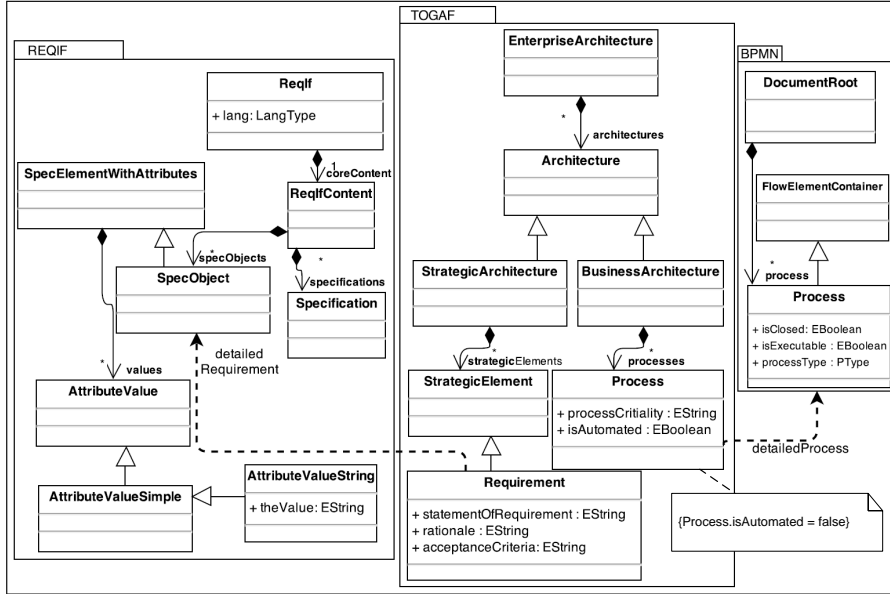 REQIF
ReqIf
+ lang: LangType
1
coreContent
SpecElementWithAttributes
ReqIfContent
*
specObjects
*
specifications
SpecObject
Specification
detailed
Requirement
*
values
AttributeValue
AttributeValueSimple
AttributeValueString
+ theValue: EString
TOGAF
EnterpriseArchitecture
*
architectures
Architecture
StrategicArchitecture
BusinessArchitecture
*
strategicElements
*
processes
StrategicElement
Process
+ processCritiality : EString
+ isAutomated : EBoolean
Requirement
+ statementOfRequirement : EString
+ rationale : EString
+ acceptanceCriteria: EString
BPMN
DocumentRoot
FlowElementContainer
*
process
Process
+ isClosed: EBoolean
+ isExecutable : EBoolean
+ processType : PType
detailedProcess
{Process.isAutomated = false}